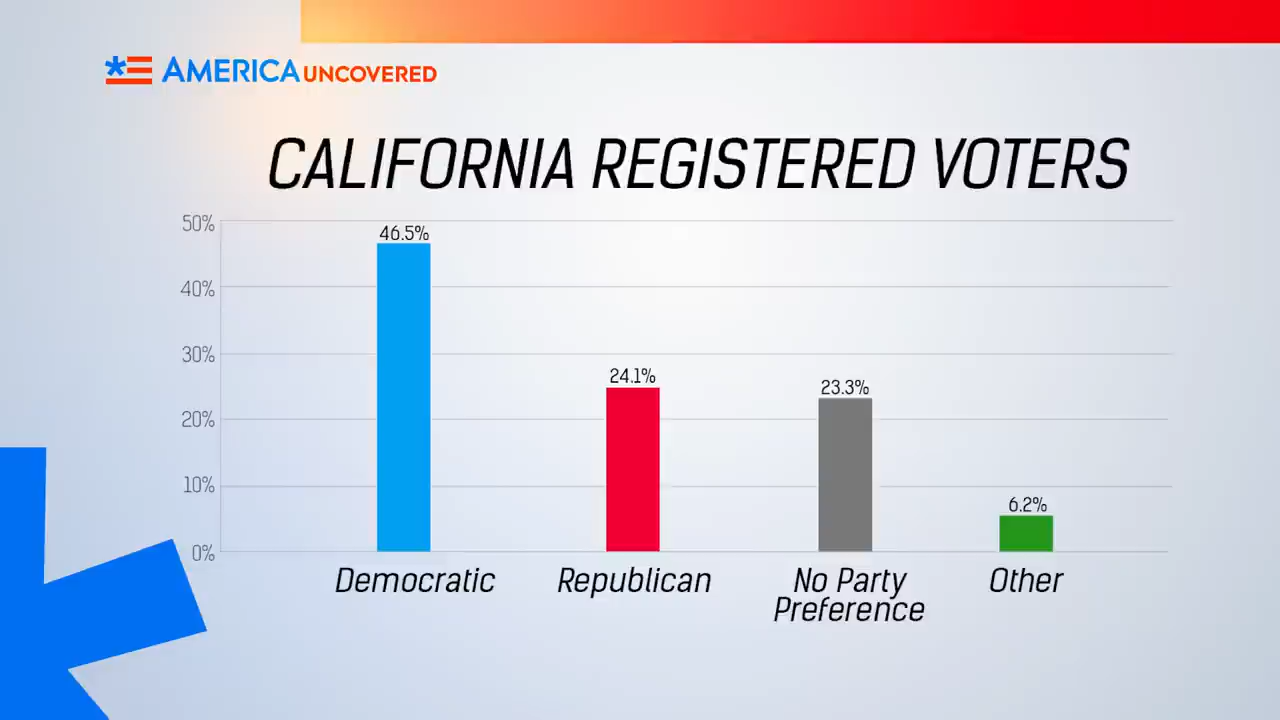 AMERICA UNCOVERED
CALIFORNIA REGISTERED VOTERS
50%
40%
30%
20%
10%
0%
46.5%
24.1%
23.3%
6.2%
Democratic
Republican
No Party
Preference
Other